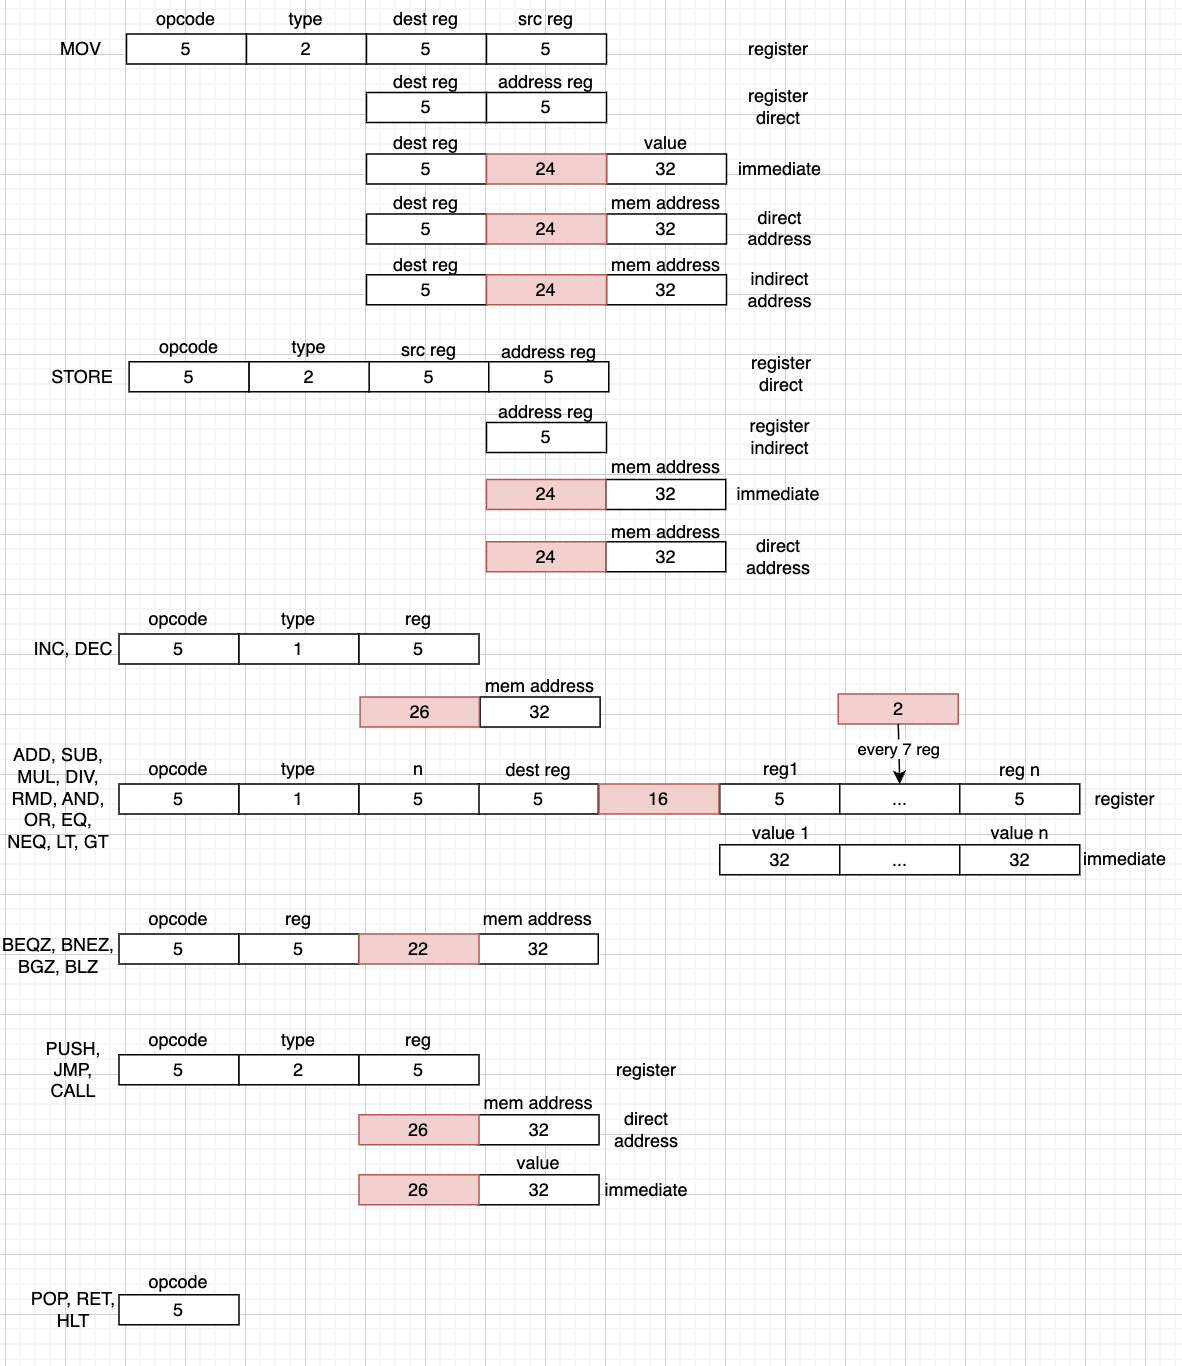 opcode type dest reg src reg
MOV 5 2 5 5 register
dest reg address reg
5 5 register
direct
dest reg value
5 24 32 immediate
dest reg mem address
5 24 32 direct
address
dest reg mem address
5 24 32 indirect
address
opcode type src reg address reg
STORE 5 2 5 5 register
direct
address reg
5 register
indirect
mem address
24 32 immediate
mem address
24 32 direct
address
opcode type reg
INC, DEC 5 1 5
mem address
26 32
2
every 7 reg
ADD, SUB,
MUL, DIV,
RMD, AND,
OR, EQ,
NEQ, LT, GT
opcode type n dest reg reg1 reg n
5 1 5 5 16 5 ... 5 register
value 1 value n
32 ... 32 immediate
opcode reg mem address
BEQZ, BNEZ,
BGZ, BLZ
5 5 22 32
opcode type reg
PUSH,
JMP,
CALL
5 2 5 register
mem address
26 32 direct
address
value
26 32 immediate
opcode
POP, RET,
HLT
5